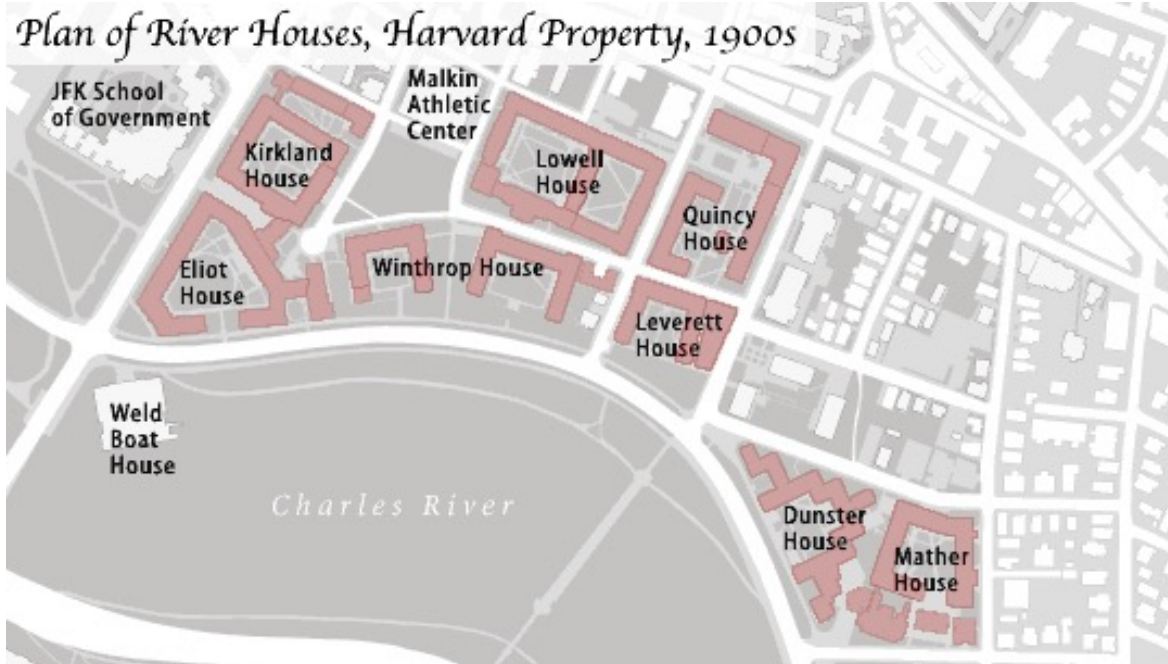 Plan of River Houses, Harvard Property, 1900s
JFK School
of Government
Malkin
Athletic
Center
Kirkland
House
Lowell
House
Quincy
House
Eliot
House
Winthrop House
Leverett
House
Weld
Boat
House
Charles River
Dunster
House
Mather
House